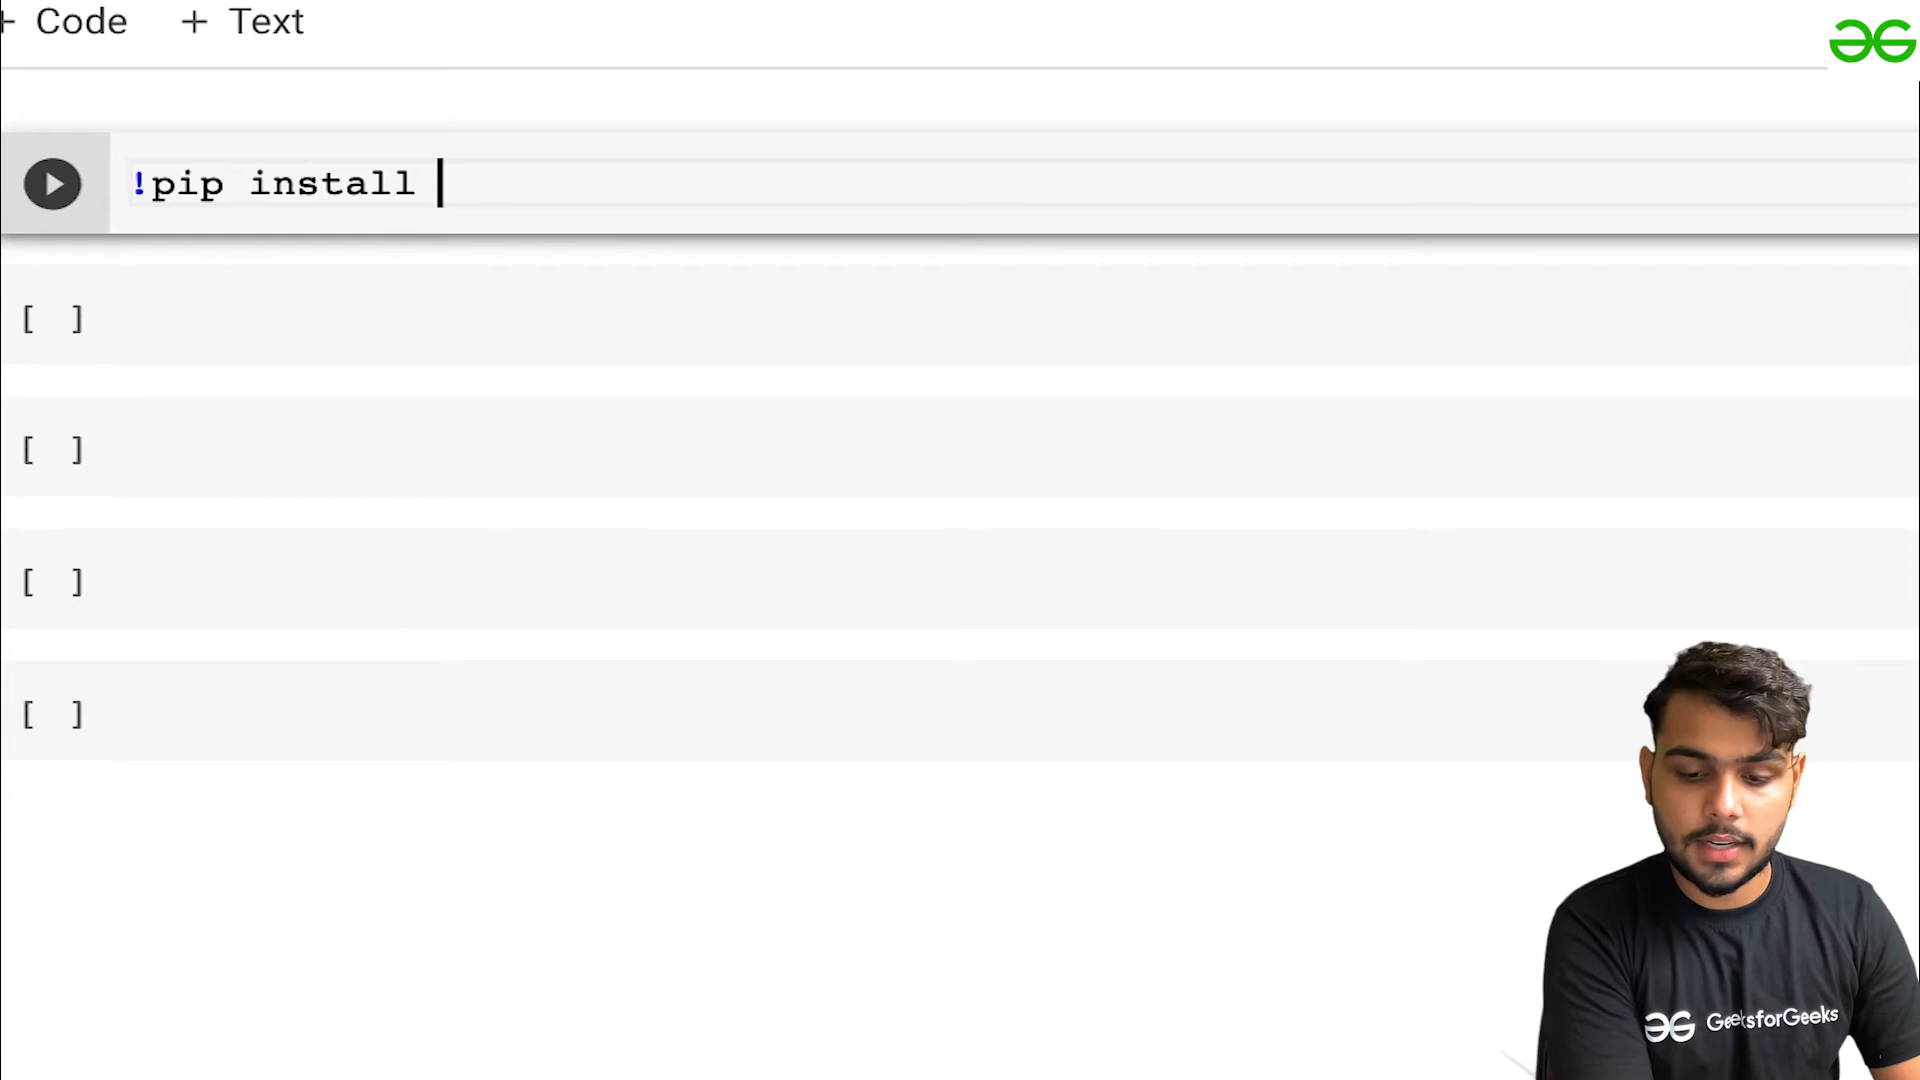 + Code + Text
!pip install
[ ]
[ ]
[ ]
[ ]
GeeksforGeeks